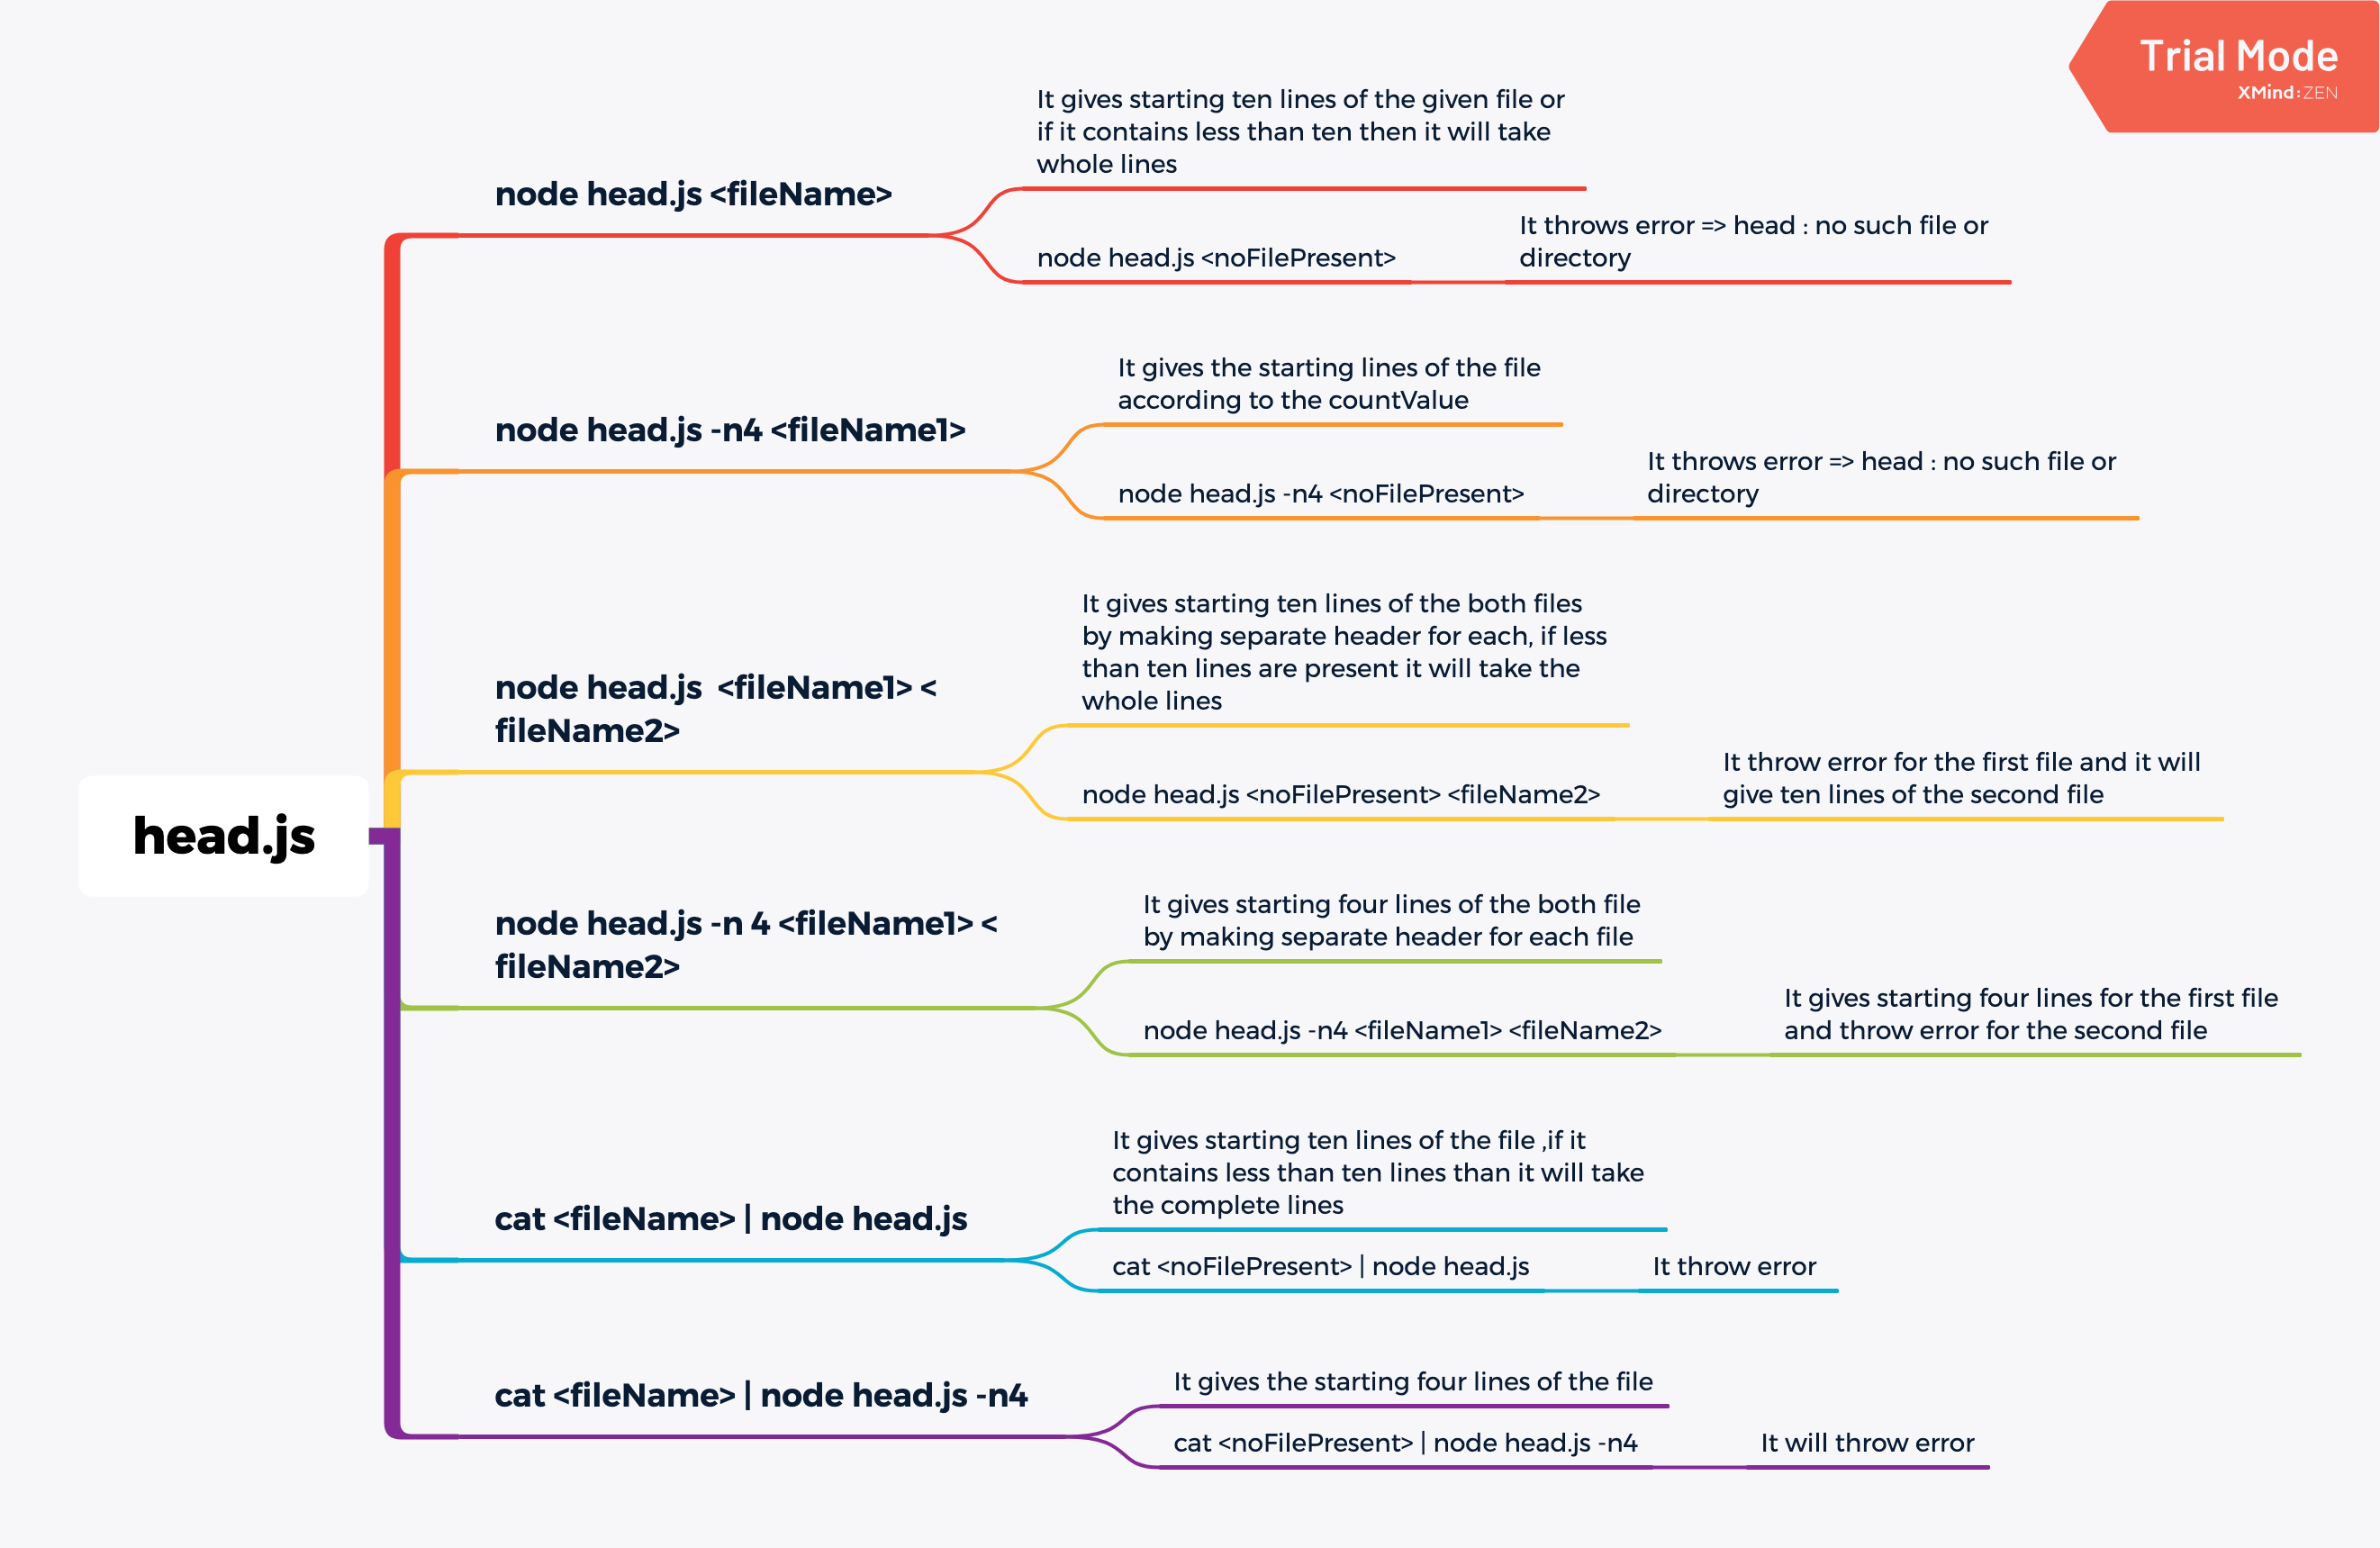 Trial Mode
XMind:ZEN
head.js
node head.js <fileName>
It gives starting ten lines of the given file or
if it contains less than ten then it will take
whole lines
node head.js <noFilePresent>
It throws error => head : no such file or
directory
node head.js -n4 <fileName1>
It gives the starting lines of the file
according to the countValue
node head.js -n4 <noFilePresent>
It throws error => head : no such file or
directory
node head.js  <fileName1> <
fileName2>
It gives starting ten lines of the both files
by making separate header for each, if less
than ten lines are present it will take the
whole lines
node head.js <noFilePresent> <fileName2>
It throw error for the first file and it will
give ten lines of the second file
node head.js -n 4 <fileName1> <
fileName2>
It gives starting four lines of the both file
by making separate header for each file
node head.js -n4 <fileName1> <fileName2>
It gives starting four lines for the first file
and throw error for the second file
cat <fileName> | node head.js
It gives starting ten lines of the file ,if it
contains less than ten lines than it will take
the complete lines
cat <noFilePresent> | node head.js
It throw error
cat <fileName> | node head.js -n4
It gives the starting four lines of the file
cat <noFilePresent> | node head.js -n4
It will throw error